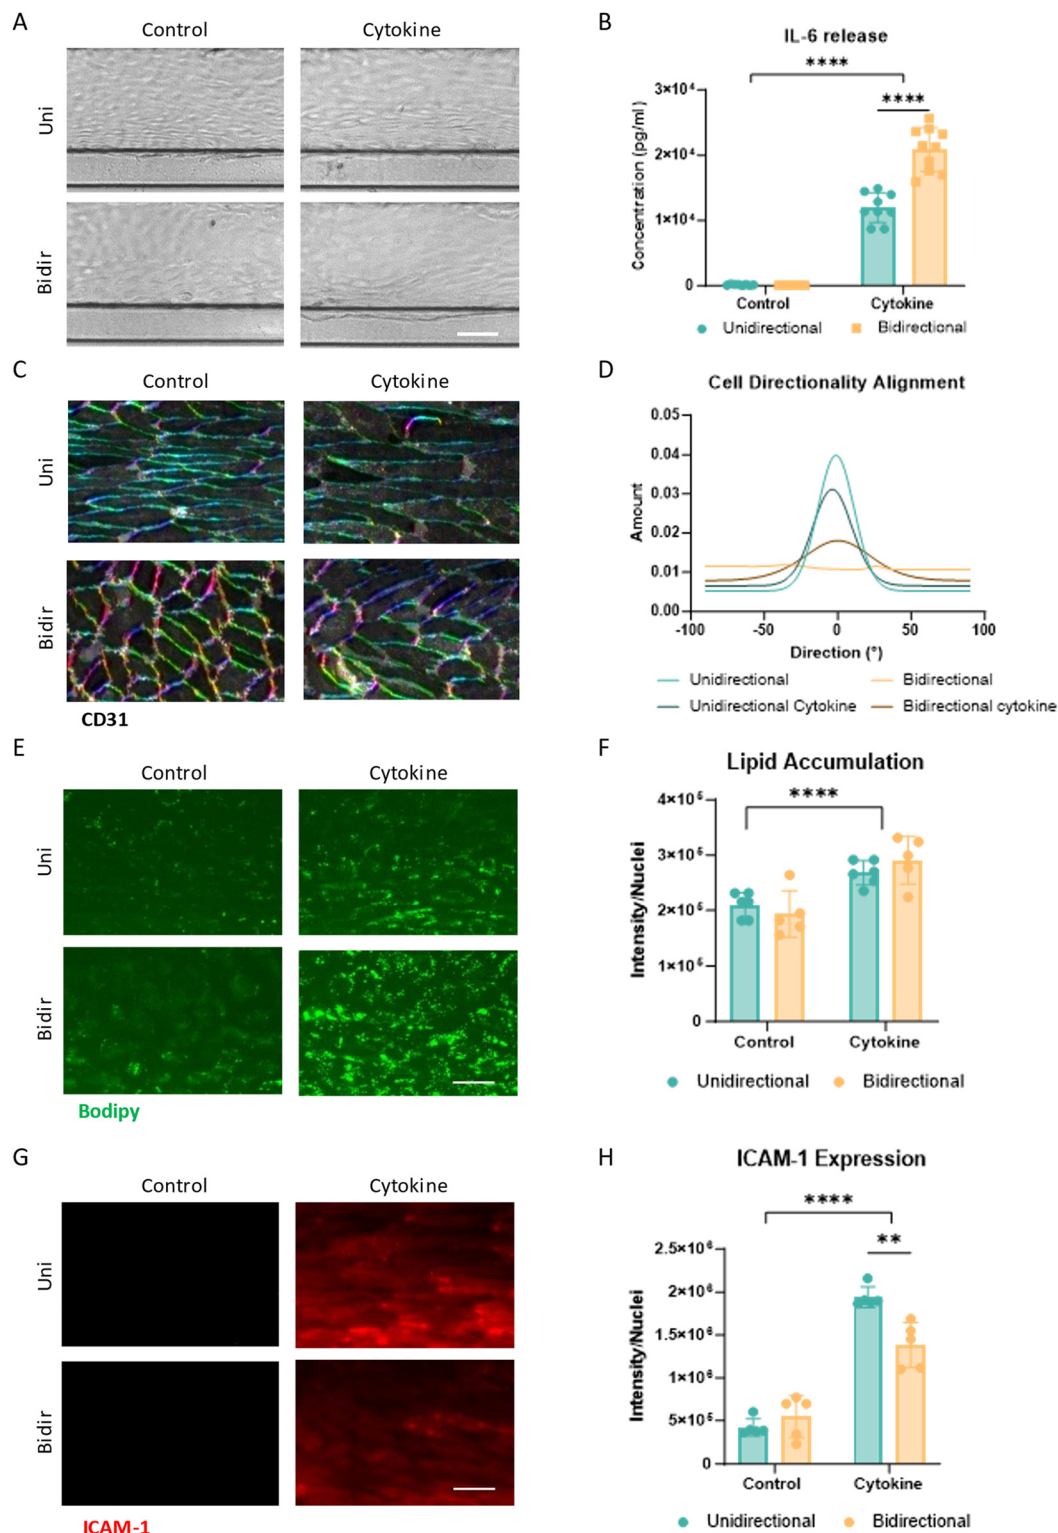 A
Control
Cytokine
Uni
Bidir
B
IL-6 release
****
****
Concentration (pg/ml)
3×10⁴
2×10⁴
1×10⁴
0
Control
Cytokine
Unidirectional
Bidirectional
C
Control
Cytokine
Uni
Bidir
CD31
D
Cell Directionality Alignment
Amount
0.05
0.04
0.03
0.02
0.01
0.00
-100 -50 0 50 100
Direction (°)
Unidirectional
Bidirectional
Unidirectional Cytokine
Bidirectional cytokine
E
Control
Cytokine
Uni
Bidir
Bodipy
F
Lipid Accumulation
****
Intensity/Nuclei
4×10⁵
3×10⁵
2×10⁵
1×10⁵
0
Control
Cytokine
Unidirectional
Bidirectional
G
Control
Cytokine
Uni
Bidir
ICAM-1
H
ICAM-1 Expression
****
**
Intensity/Nuclei
2.5×10⁶
2×10⁶
1.5×10⁶
1×10⁶
5×10⁵
0
Control
Cytokine
Unidirectional
Bidirectional